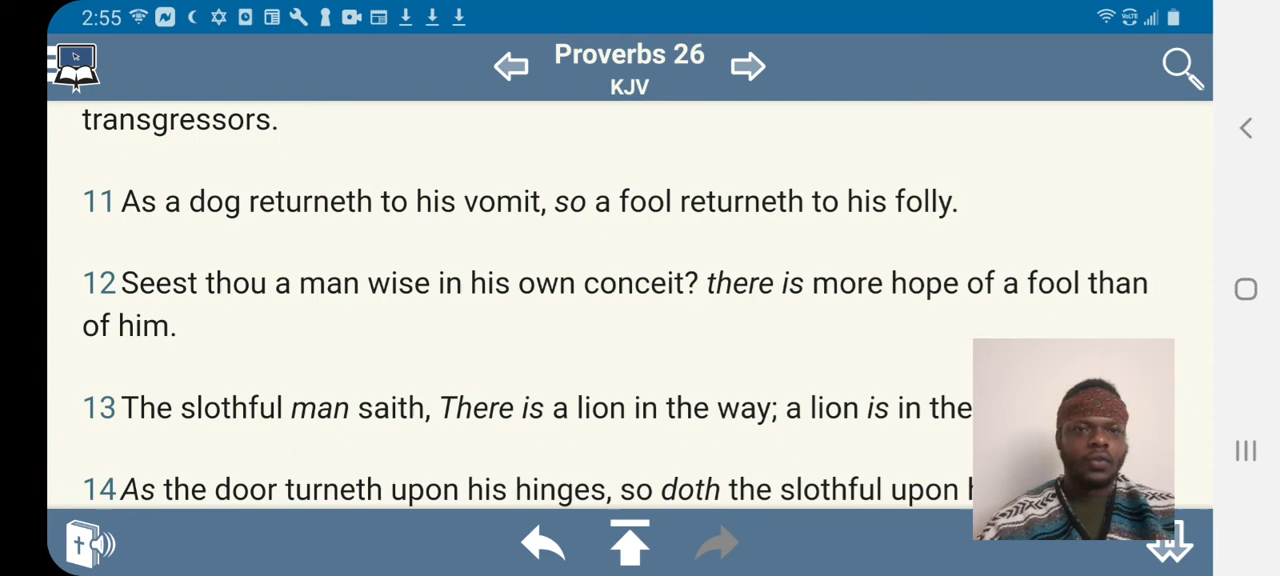 2:55
Proverbs 26
KJV
transgressors.
11 As a dog returneth to his vomit, so a fool returneth to his folly.
12 Seest thou a man wise in his own conceit? there is more hope of a fool than
of him.
13 The slothful man saith, There is a lion in the way; a lion is in the
14 As the door turneth upon his hinges, so doth the slothful upon